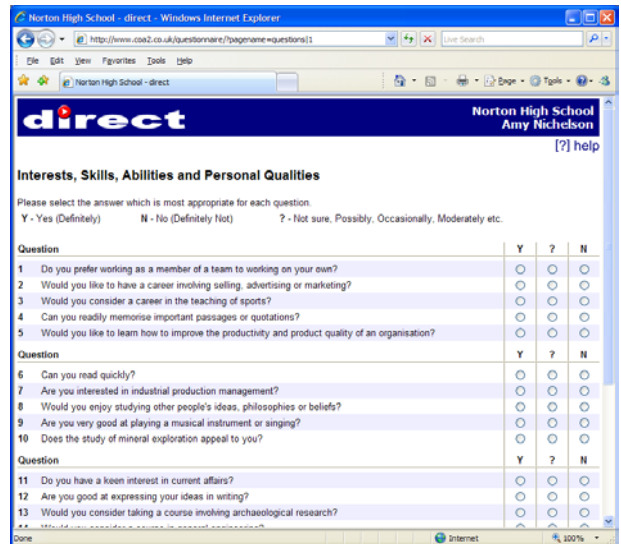 Norton High School - direct - Windows Internet Explorer
http://www.coa2.co.uk/questionnaire/?pagename=questions|1
Live Search
File Edit View Favorites Tools Help
Norton High School - direct
Page Tools
direct
Norton High School
Amy Nichelson
[?] help
Interests, Skills, Abilities and Personal Qualities
Please select the answer which is most appropriate for each question.
Y - Yes (Definitely) N - No (Definitely Not) ? - Not sure, Possibly, Occasionally, Moderately etc.
Question Y ? N
1 Do you prefer working as a member of a team to working on your own?
2 Would you like to have a career involving selling, advertising or marketing?
3 Would you consider a career in the teaching of sports?
4 Can you readily memorise important passages or quotations?
5 Would you like to learn how to improve the productivity and product quality of an organisation?
Question Y ? N
6 Can you read quickly?
7 Are you interested in industrial production management?
8 Would you enjoy studying other people's ideas, philosophies or beliefs?
9 Are you very good at playing a musical instrument or singing?
10 Does the study of mineral exploration appeal to you?
Question Y ? N
11 Do you have a keen interest in current affairs?
12 Are you good at expressing your ideas in writing?
13 Would you consider taking a course involving archaeological research?
Done Internet 100%